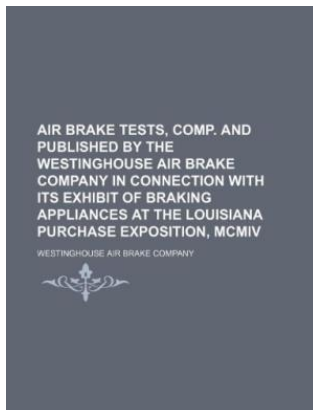 AIR BRAKE TESTS, COMP. AND
PUBLISHED BY THE
WESTINGHOUSE AIR BRAKE
COMPANY IN CONNECTION WITH
ITS EXHIBIT OF BRAKING
APPLIANCES AT THE LOUISIANA
PURCHASE EXPOSITION, MCMIV
WESTINGHOUSE AIR BRAKE COMPANY